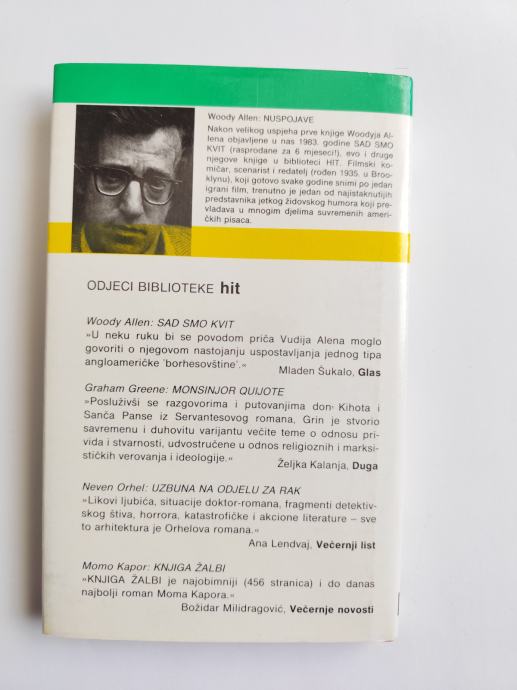 Woody Allen: NUSPOJAVE
Nakon velikog uspjeha prve knjige Woodyja Al-
lena objavljene u nas 1983. godine SAD SMO
KVIT (rasprodane za 6 mjeseci!), evo i druge
njegove knjige u biblioteci HIT. Filmski ko-
mičar, scenarist i redatelj (rođen 1935. u Broo-
klynu), koji gotovo svake godine snimi po jedan
igrani film, trenutno je jedan od najistaknutijih
predstavnika jetkog židovskog humora koji pre-
vladava u mnogim djelima suvremenih ameri-
čkih pisaca.
ODJECI BIBLIOTEKE hit
Woody Allen: SAD SMO KVIT
»U neku ruku bi se povodom priča Vudija Alena moglo
govoriti o njegovom nastojanju uspostavljanja jednog tipa
angloameričke 'borhesovštine'.«
Mladen Šukalo, Glas
Graham Greene: MONSINJOR QUIJOTE
»Posluživši se razgovorima i putovanjima don Kihota i
Sanča Panse iz Servantesovog romana, Grin je stvorio
savremenu i duhovitu varijantu večite teme o odnosu pri-
vida i stvarnosti, udvostručene u odnos religioznih i marksi-
stičkih verovanja i ideologije.«
Željka Kalanja, Duga
Neven Orhel: UZBUNA NA ODJELU ZA RAK
»Likovi ljubića, situacije doktor-romana, fragmenti detektiv-
skog štiva, horrora, katastrofičke i akcione literature – sve
to arhitektura je Orhelova romana.«
Ana Lendvaj, Večernji list
Momo Kapor: KNJIGA ŽALBI
»KNJIGA ŽALBI je najobimniji (456 stranica) i do danas
najbolji roman Moma Kapora.«
Božidar Milidragović, Večernje novosti